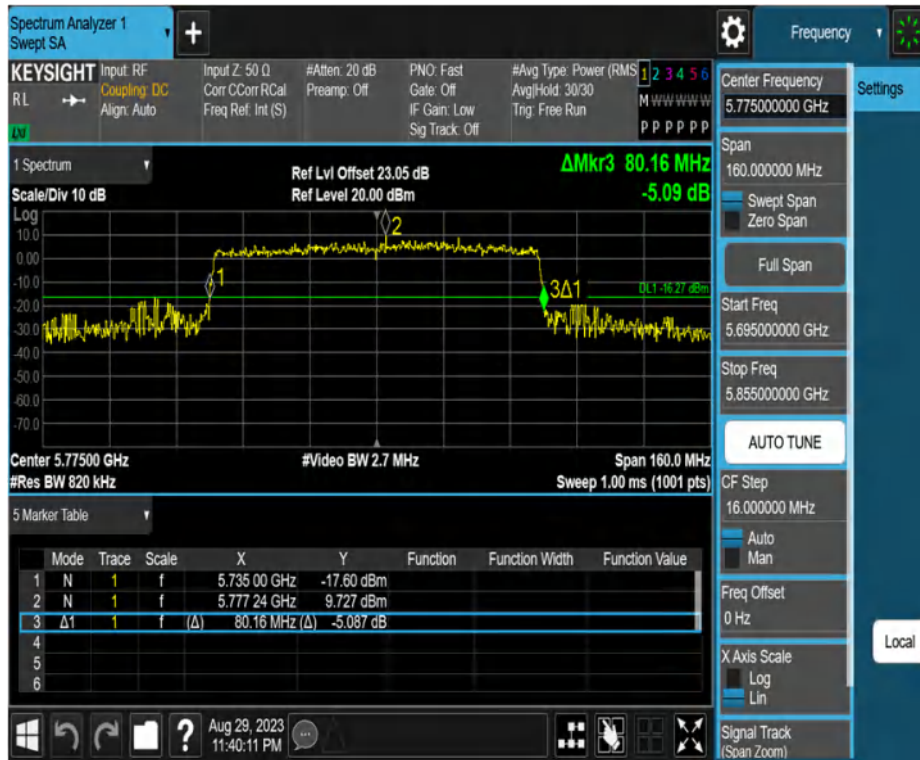 Spectrum Analyzer 1
Swept SA
+
Frequency
KEYSIGHT
RL
LXI
Input: RF
Coupling: DC
Align: Auto
Input Z: 50 Ω
Corr CCorr RCal
Freq Ref: Int (S)
#Atten: 20 dB
Preamp: Off
PNO: Fast
Gate: Off
IF Gain: Low
Sig Track: Off
#Avg Type: Power (RMS
Avg|Hold: 30/30
Trig: Free Run
1 2 3 4 5 6
M W W W W W
P P P P P P
1 Spectrum
Scale/Div 10 dB
Ref Lvl Offset 23.05 dB
Ref Level 20.00 dBm
ΔMkr3 80.16 MHz
-5.09 dB
Log
10.0
0.00
-10.0
-20.0
-30.0
-40.0
-50.0
-60.0
-70.0
1
2
3Δ1
DL1 -16.27 dBm
Center 5.77500 GHz
#Video BW 2.7 MHz
Span 160.0 MHz
#Res BW 820 kHz
Sweep 1.00 ms (1001 pts)
5 Marker Table
Mode Trace Scale X Y Function Function Width Function Value
1 N 1 f 5.735 00 GHz -17.60 dBm
2 N 1 f 5.777 24 GHz 9.727 dBm
3 Δ1 1 f (Δ) 80.16 MHz (Δ) -5.087 dB
4
5
6
Aug 29, 2023
11:40:11 PM
?
Center Frequency
5.775000000 GHz
Span
160.000000 MHz
Swept Span
Zero Span
Full Span
Start Freq
5.695000000 GHz
Stop Freq
5.855000000 GHz
AUTO TUNE
CF Step
16.000000 MHz
Auto
Man
Freq Offset
0 Hz
X Axis Scale
Log
Lin
Signal Track
(Span Zoom)
Settings
Local